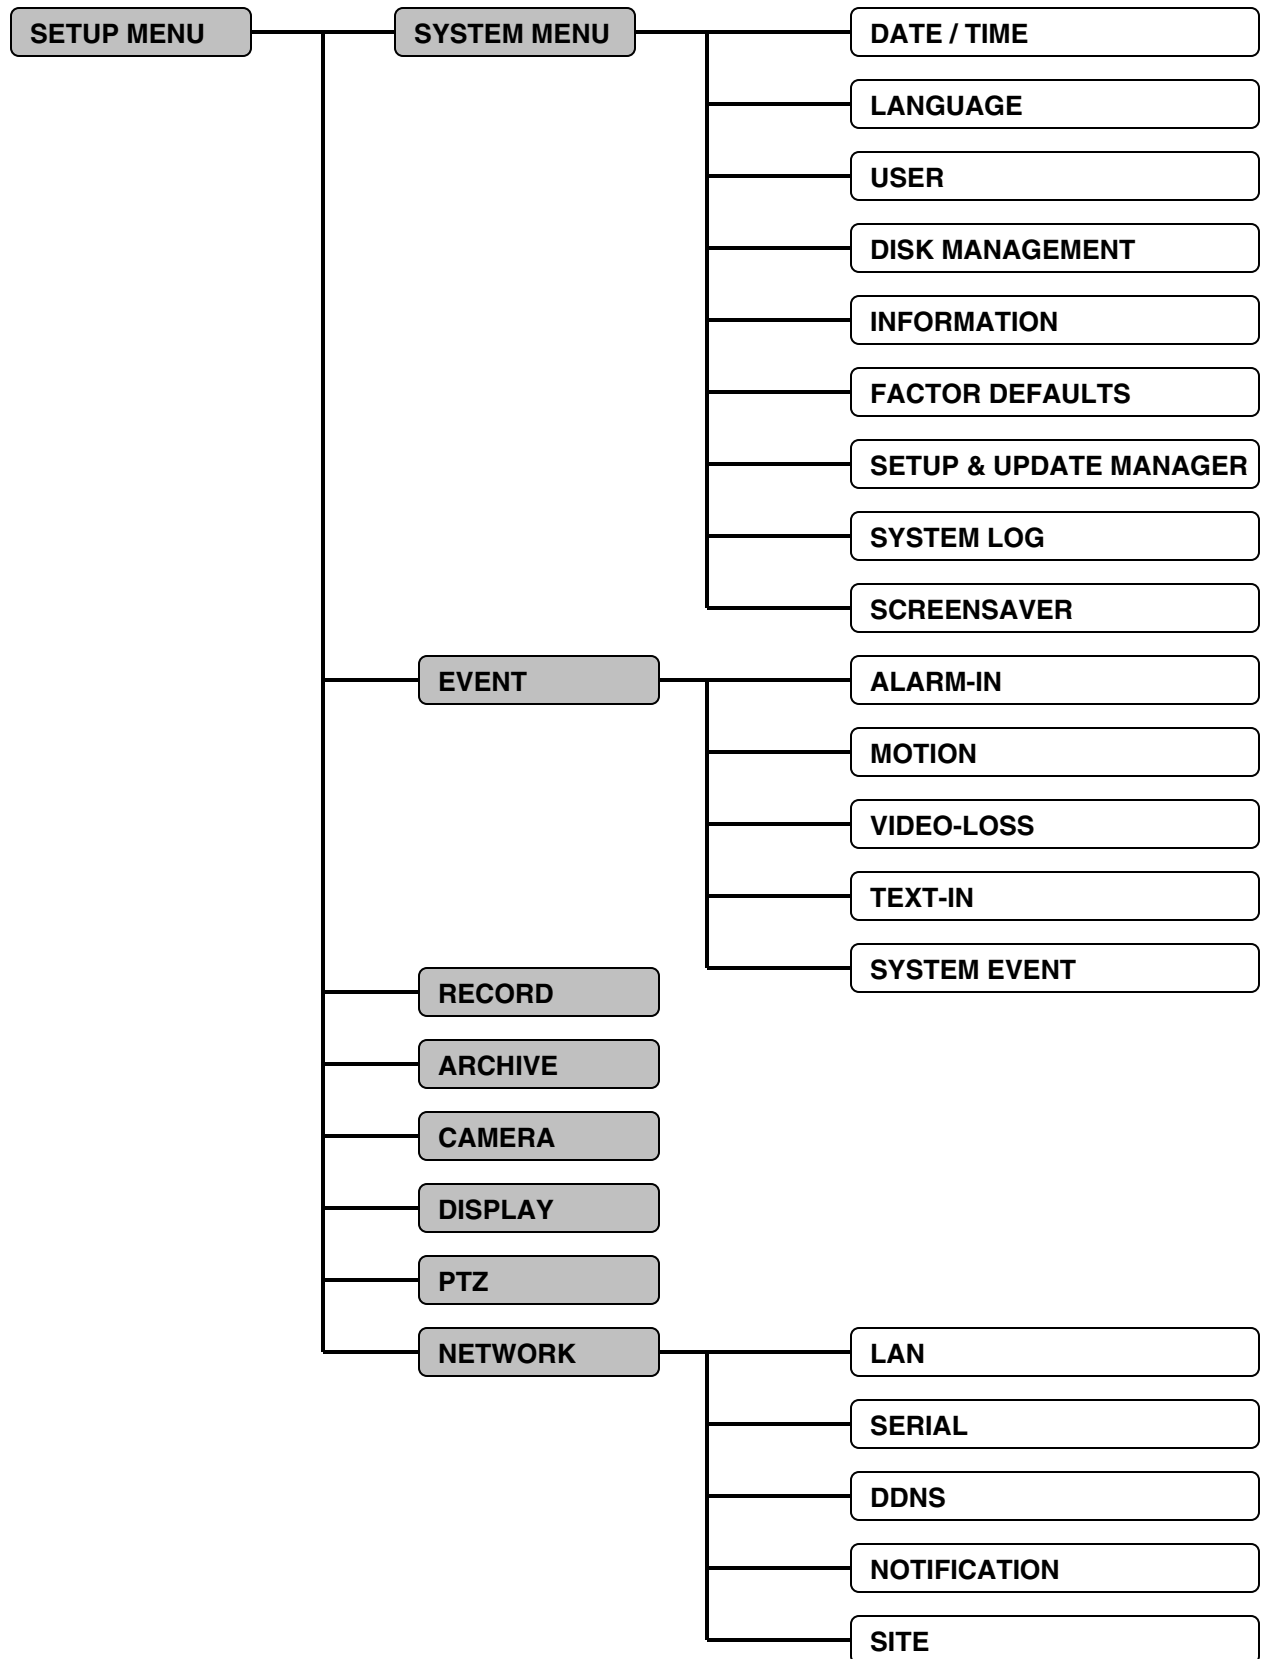 SETUP MENU
SYSTEM MENU
DATE / TIME
LANGUAGE
USER
DISK MANAGEMENT
INFORMATION
FACTOR DEFAULTS
SETUP & UPDATE MANAGER
SYSTEM LOG
SCREENSAVER
EVENT
ALARM-IN
MOTION
VIDEO-LOSS
TEXT-IN
SYSTEM EVENT
RECORD
ARCHIVE
CAMERA
DISPLAY
PTZ
NETWORK
LAN
SERIAL
DDNS
NOTIFICATION
SITE